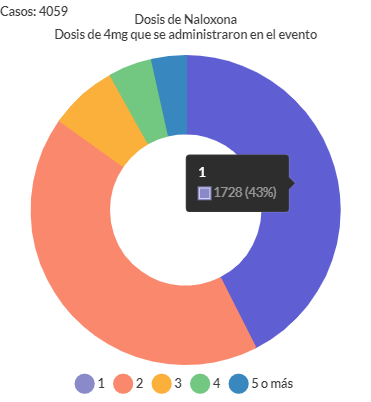 Casos: 4059
Dosis de Naloxona
Dosis de 4mg que se administraron en el evento
1
1728 (43%)
1 2 3 4 5 o más